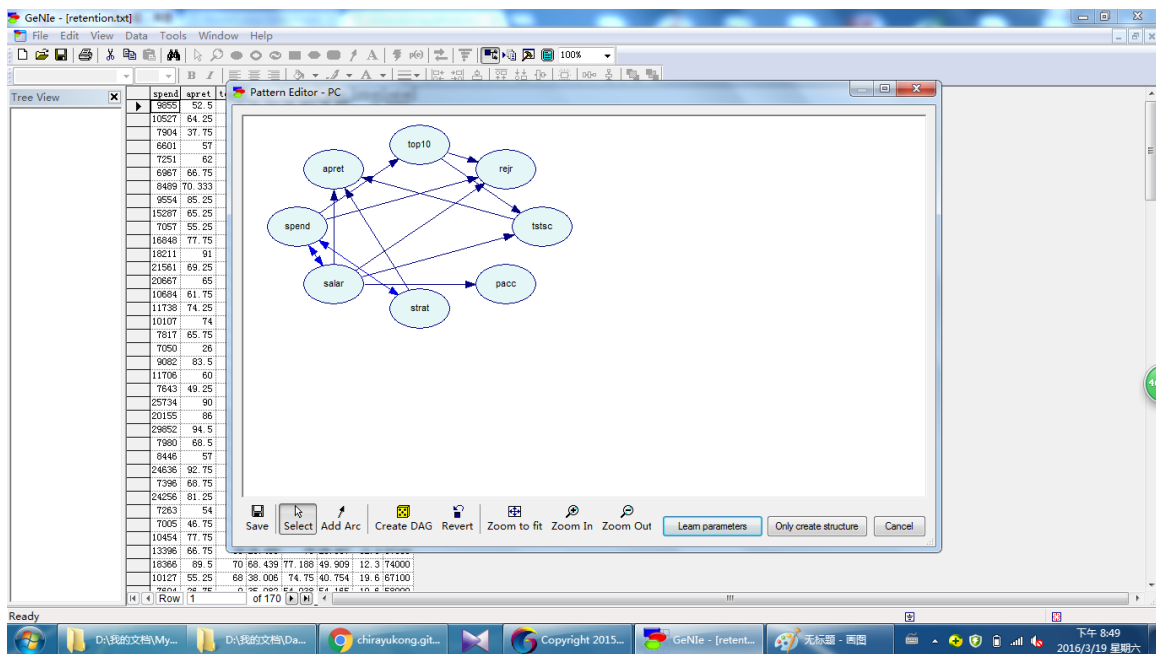 GeNIe - [retention.txt]
File Edit View Data Tools Window Help
100%
B I
Tree View
spend apret
Pattern Editor - PC
9855 52.5
10527 64.25
7904 37.75
6601 57
7251 62
6967 66.75
8489 70.333
9554 85.25
15287 65.25
7057 55.25
16848 77.75
18211 91
21561 69.25
20667 65
10684 61.75
11738 74.25
10107 74
7817 65.75
7050 26
9082 83.5
11706 60
7643 49.25
25734 90
20155 86
29852 94.5
7980 68.5
8446 57
24636 92.75
7396 68.75
24256 81.25
7263 54
7005 46.75
10454 77.75
13396 66.75
18366 89.5 70 68.439 77.188 49.909 12.3 74000
10127 55.25 68 38.006 74.75 40.754 19.6 67100
top10
apret
rejr
spend
tstsc
salar
pacc
strat
Save Select Add Arc Create DAG Revert Zoom to fit Zoom In Zoom Out Learn parameters Only create structure Cancel
Row 1 of 170
Ready
D:\我的文档\My... D:\我的文档\Da... chirayukong.git... Copyright 2015... GeNIe - [retent... 无标题 - 画图
下午 8:49
2016/3/19 星期六